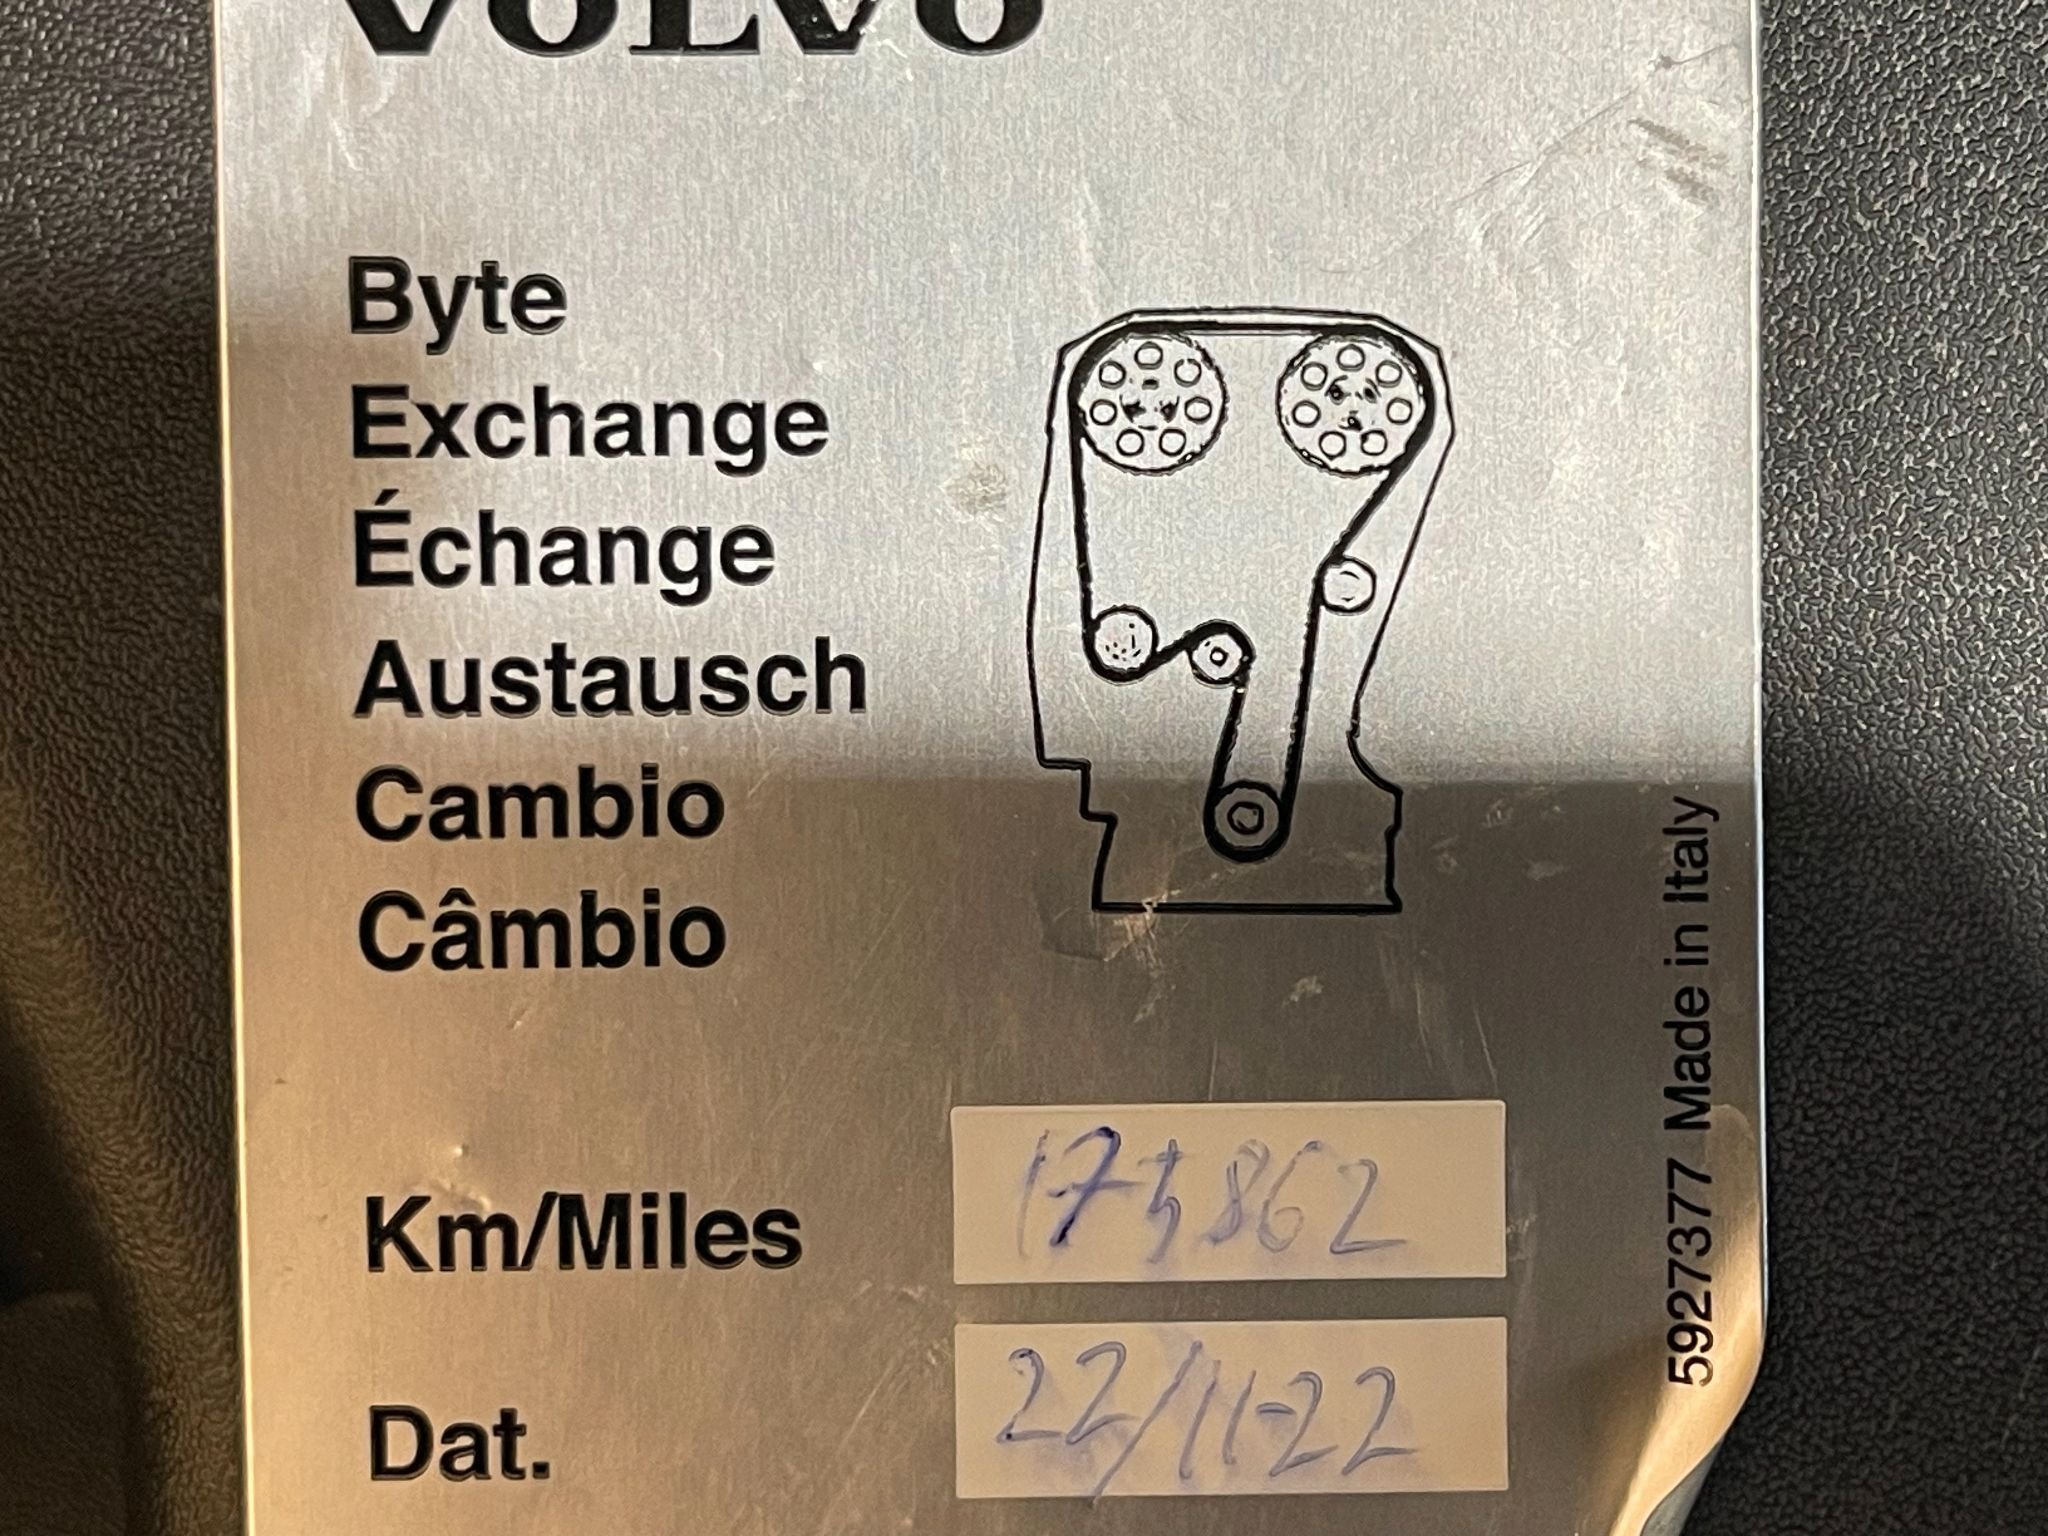 VOLVO
Byte
Exchange
Échange
Austausch
Cambio
Câmbio
Km/Miles
Dat.
22/11-22
5927377 Made in Italy